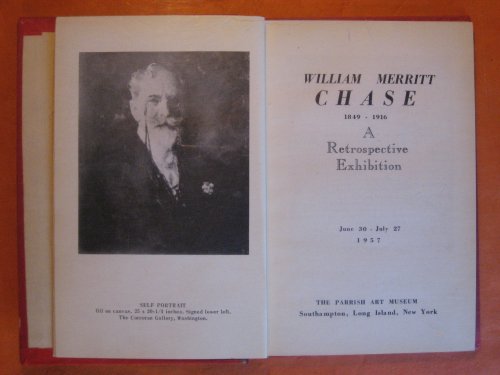 SELF PORTRAIT
Oil on canvas, 25 x 30-1/4 inches. Signed lower left.
The Corcoran Gallery, Washington.
WILLIAM MERRITT
CHASE
1849 - 1916
A
Retrospective
Exhibition
June 30 - July 27
1957
THE PARRISH ART MUSEUM
Southampton, Long Island, New York